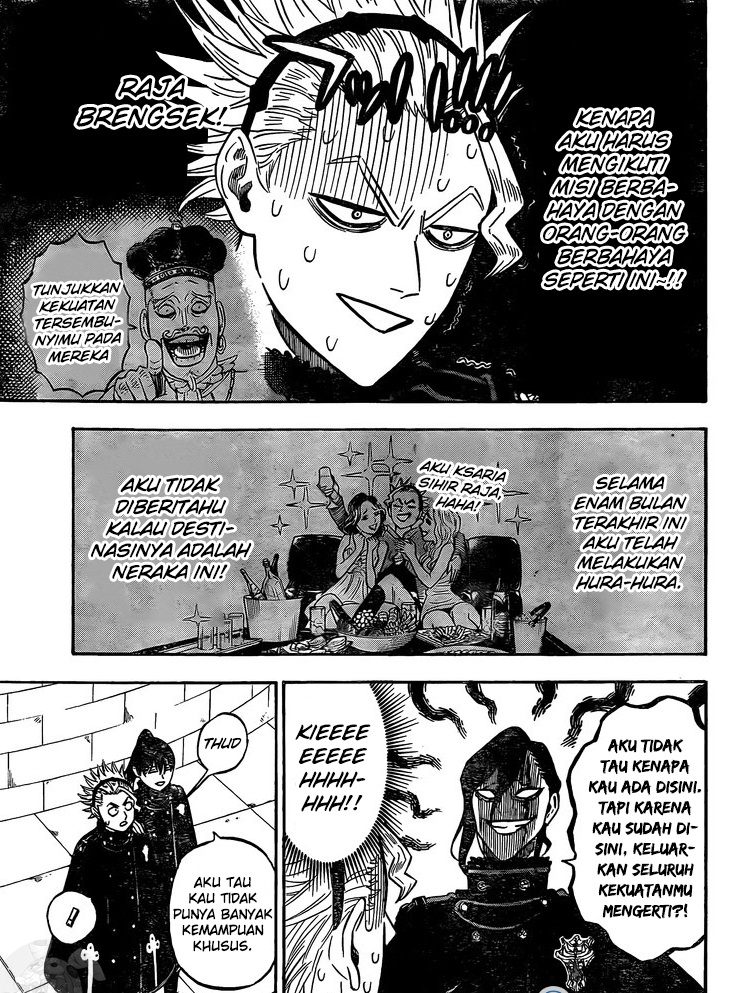 KENAPA
AKU HARUS
MENGIKUTI
MISI BERBA-
HAYA DENGAN
ORANG-ORANG
BERBAHAYA
SEPERTI INI~!!
RAJA
BRENGSEK!
TUNJUKKAN
KEKUATAN
TERSEMBU-
NYIMU PADA
MEREKA
SELAMA
ENAM BULAN
TERAKHIR INI
AKU TELAH
MELAKUKAN
HURA-HURA.
AKU KSARIA
SIHIR RAJA,
HAHA!
AKU TIDAK
DIBERITAHU
KALAU DESTI-
NASINYA ADALAH
NERAKA INI!
AKU TIDAK
TAU KENAPA
KAU ADA DISINI.
TAPI KARENA
KAU SUDAH DI-
SINI, KELUAR-
KAN SELURUH
KEKUATANMU
MENGERTI?!
KIEEEE
EEEEE
HHHH-
HHH!!
THUD
AKU TAU
KAU TIDAK
PUNYA BANYAK
KEMAMPUAN
KHUSUS.
!